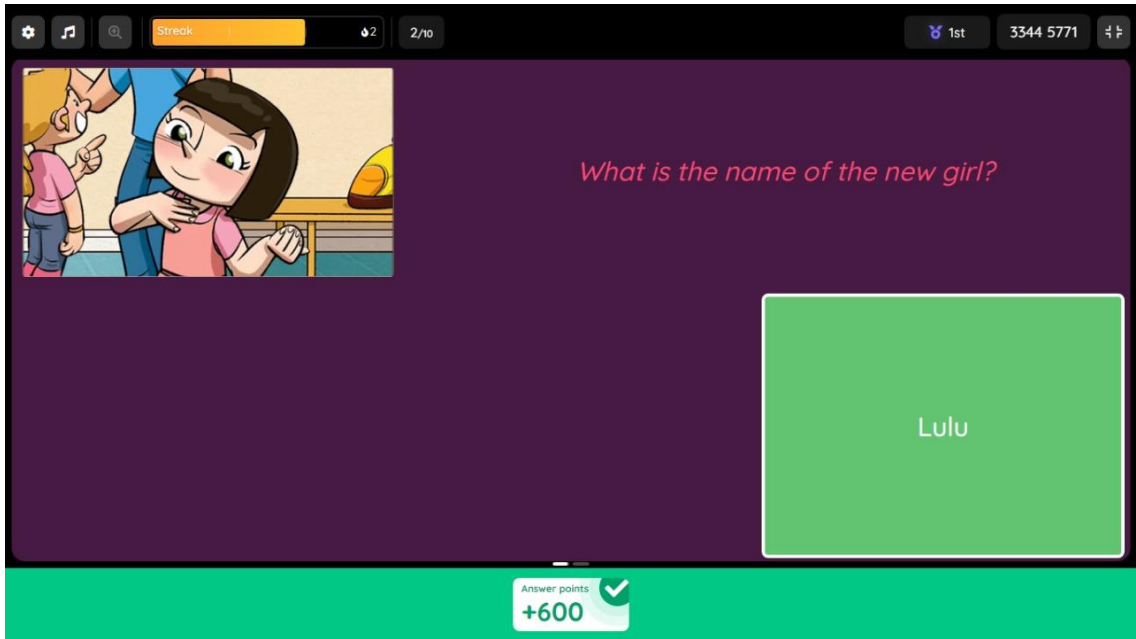 Streak 2 2/10 1st 3344 5771
What is the name of the new girl?
Lulu
Answer points
+600